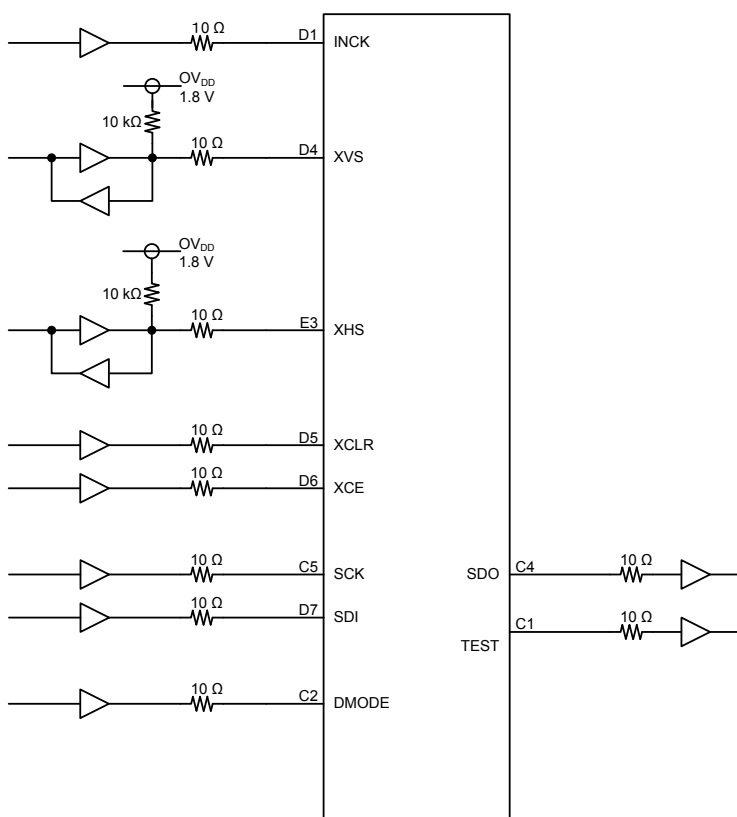 10 Ω
D1
INCK
OVDD
1.8 V
10 kΩ
10 Ω
D4
XVS
OVDD
1.8 V
10 kΩ
10 Ω
E3
XHS
10 Ω
D5
XCLR
10 Ω
D6
XCE
10 Ω
C5
SCK
SDO
C4
10 Ω
10 Ω
D7
SDI
C1
10 Ω
TEST
10 Ω
C2
DMODE